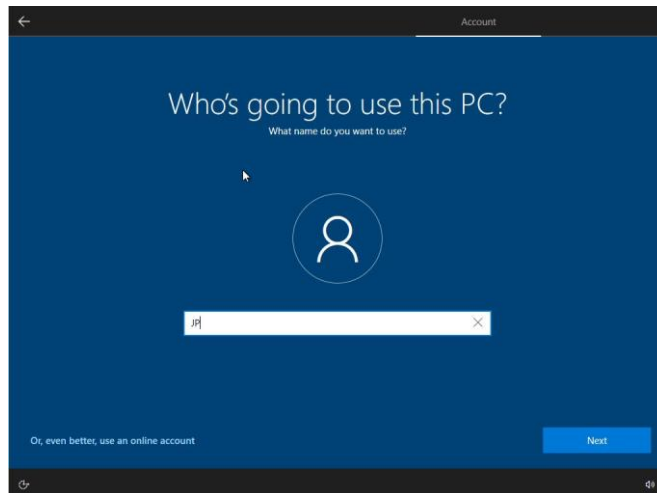 Account
Who's going to use this PC?
What name do you want to use?
JP
Or, even better, use an online account
Next